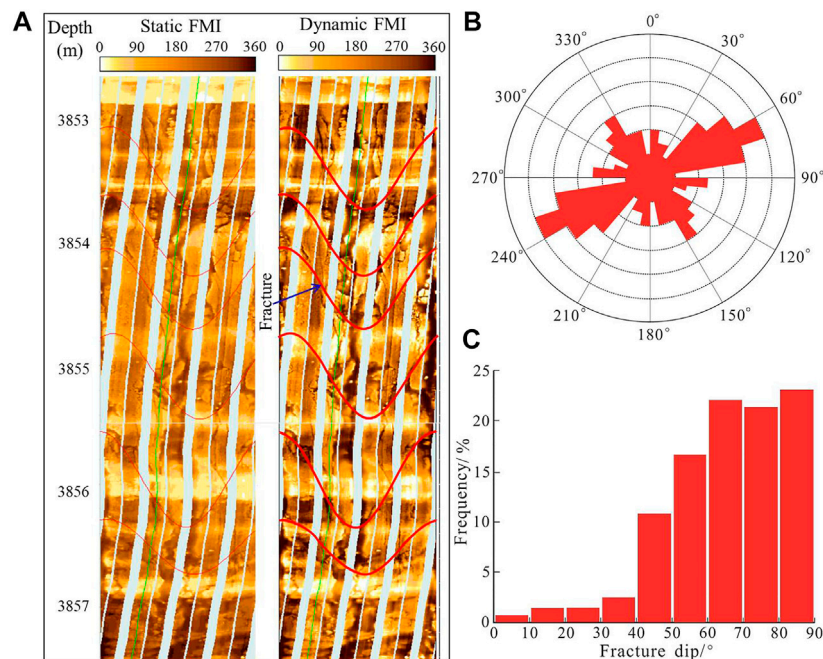 A
Depth
(m)
Static FMI
0 90 180 270 360
Dynamic FMI
0 90 180 270 360
3853
3854
3855
3856
3857
Fracture
B
0°
30°
60°
90°
120°
150°
180°
210°
240°
270°
300°
330°
C
Frequency/ %
25
20
15
10
5
0
0 10 20 30 40 50 60 70 80 90
Fracture dip/°